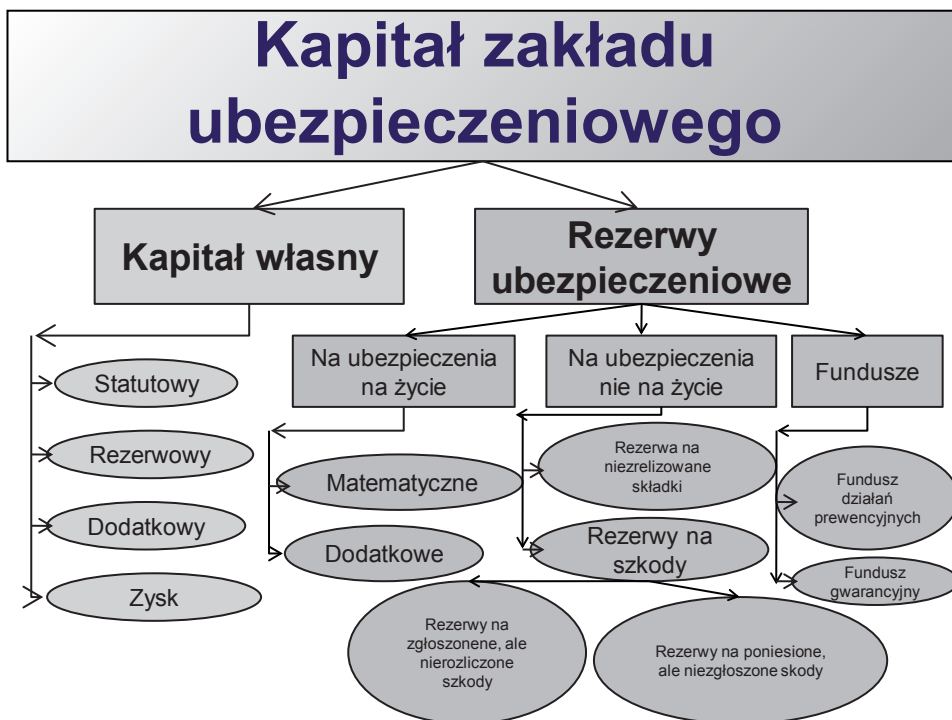 Kapitał zakładu
ubezpieczeniowego
Kapitał własny
Rezerwy
ubezpieczeniowe
Statutowy
Rezerwowy
Dodatkowy
Zysk
Na ubezpieczenia
na życie
Na ubezpieczenia
nie na życie
Fundusze
Matematyczne
Dodatkowe
Rezerwa na
niezrelizowane
składki
Rezerwy na
szkody
Fundusz
działań
prewencyjnych
Fundusz
gwarancyjny
Rezerwy na
zgłoszonene, ale
nierozliczone
szkody
Rezerwy na poniesione,
ale niezgłoszone skody